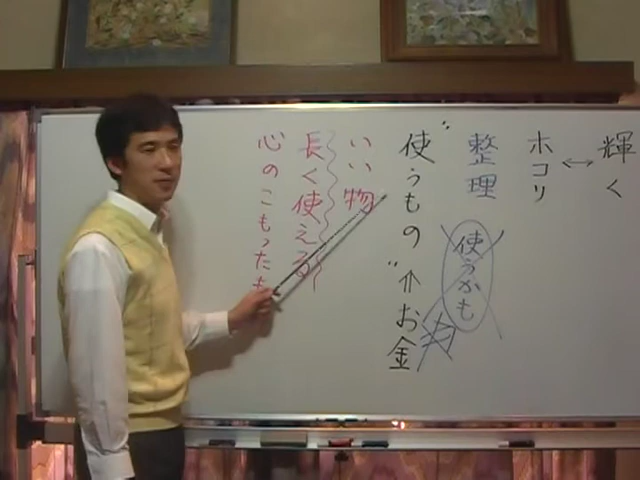 輝く
↔
ホコリ
整理
使うかも
"使うもの"
⇑お金
いい物
長く使える
心のこもったも